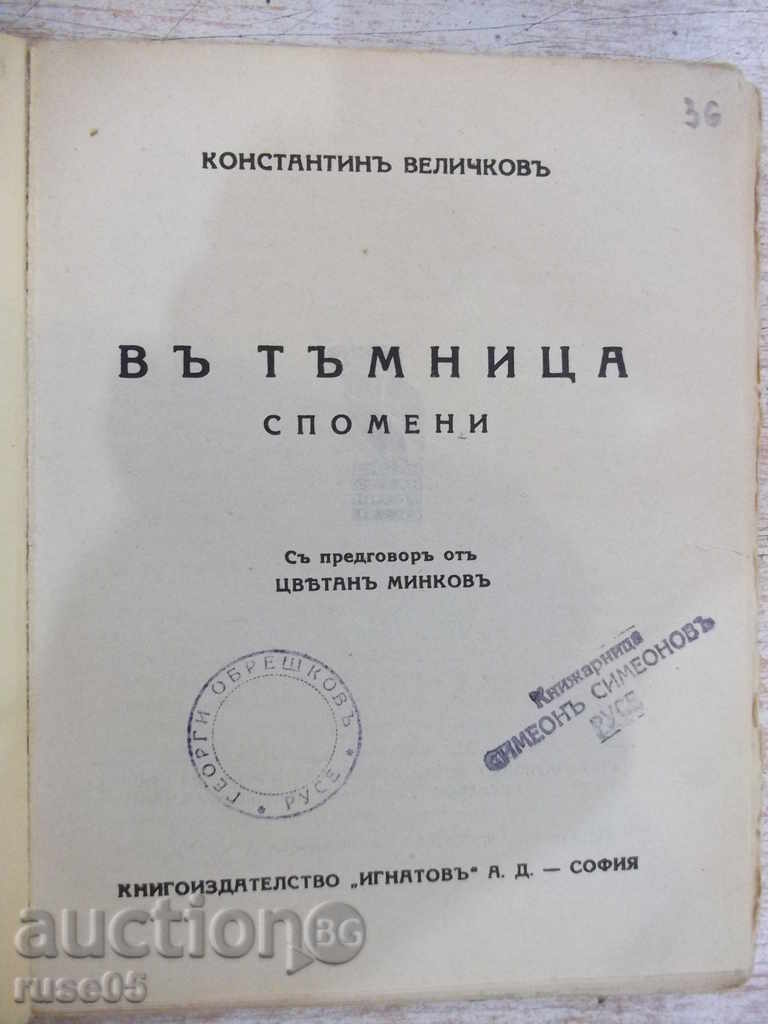 36
КОНСТАНТИНЪ ВЕЛИЧКОВЪ
ВЪ ТЪМНИЦА
СПОМЕНИ
Съ предговоръ отъ
ЦВѢТАНЪ МИНКОВЪ
ГЕОРГИ ОБРЕШКОВЪ
* РУСЕ *
Книжарница
СИМЕОНЪ СИМЕОНОВЪ
РУСЕ
КНИГОИЗДАТЕЛСТВО „ИГНАТОВЪ“ А. Д. — СОФИЯ
auction BG
ruse05